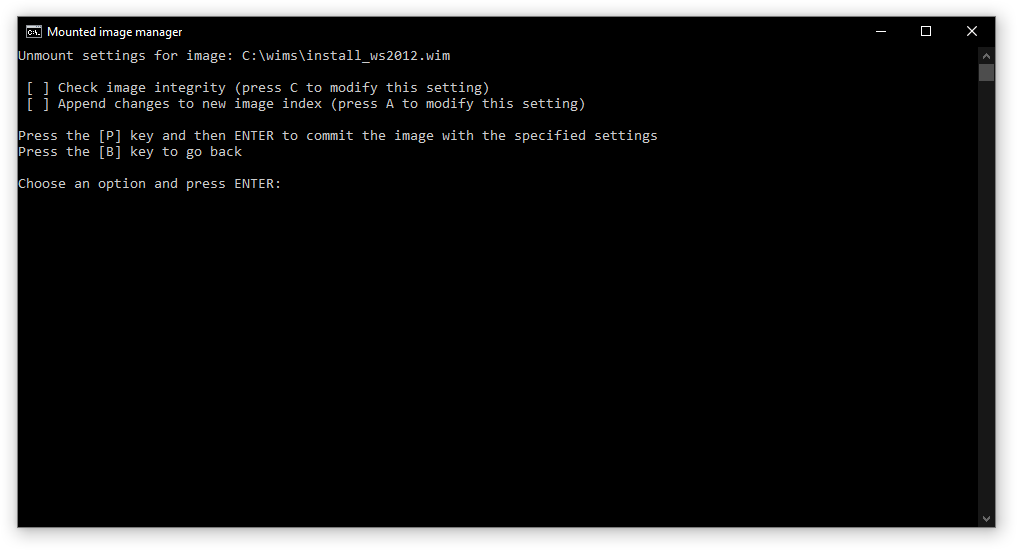 Mounted image manager
Unmount settings for image: C:\wims\install_ws2012.wim
[ ] Check image integrity (press C to modify this setting)
[ ] Append changes to new image index (press A to modify this setting)
Press the [P] key and then ENTER to commit the image with the specified settings
Press the [B] key to go back
Choose an option and press ENTER: